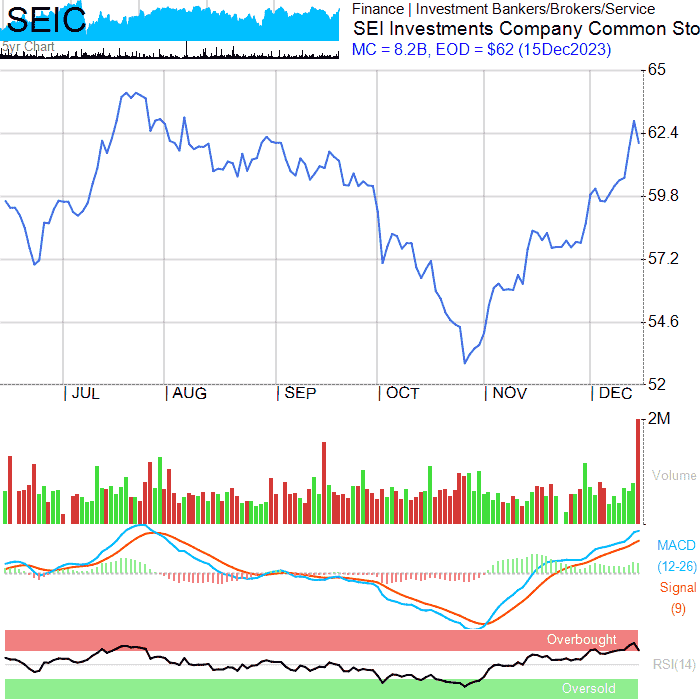 SEIC
5yr Chart
Finance | Investment Bankers/Brokers/Service
SEI Investments Company Common Sto
MC = 8.2B, EOD = $62 (15Dec2023)
65
62.4
59.8
57.2
54.6
52
JUL
AUG
SEP
OCT
NOV
DEC
2M
Volume
MACD
(12-26)
Signal
(9)
Overbought
RSI(14)
Oversold